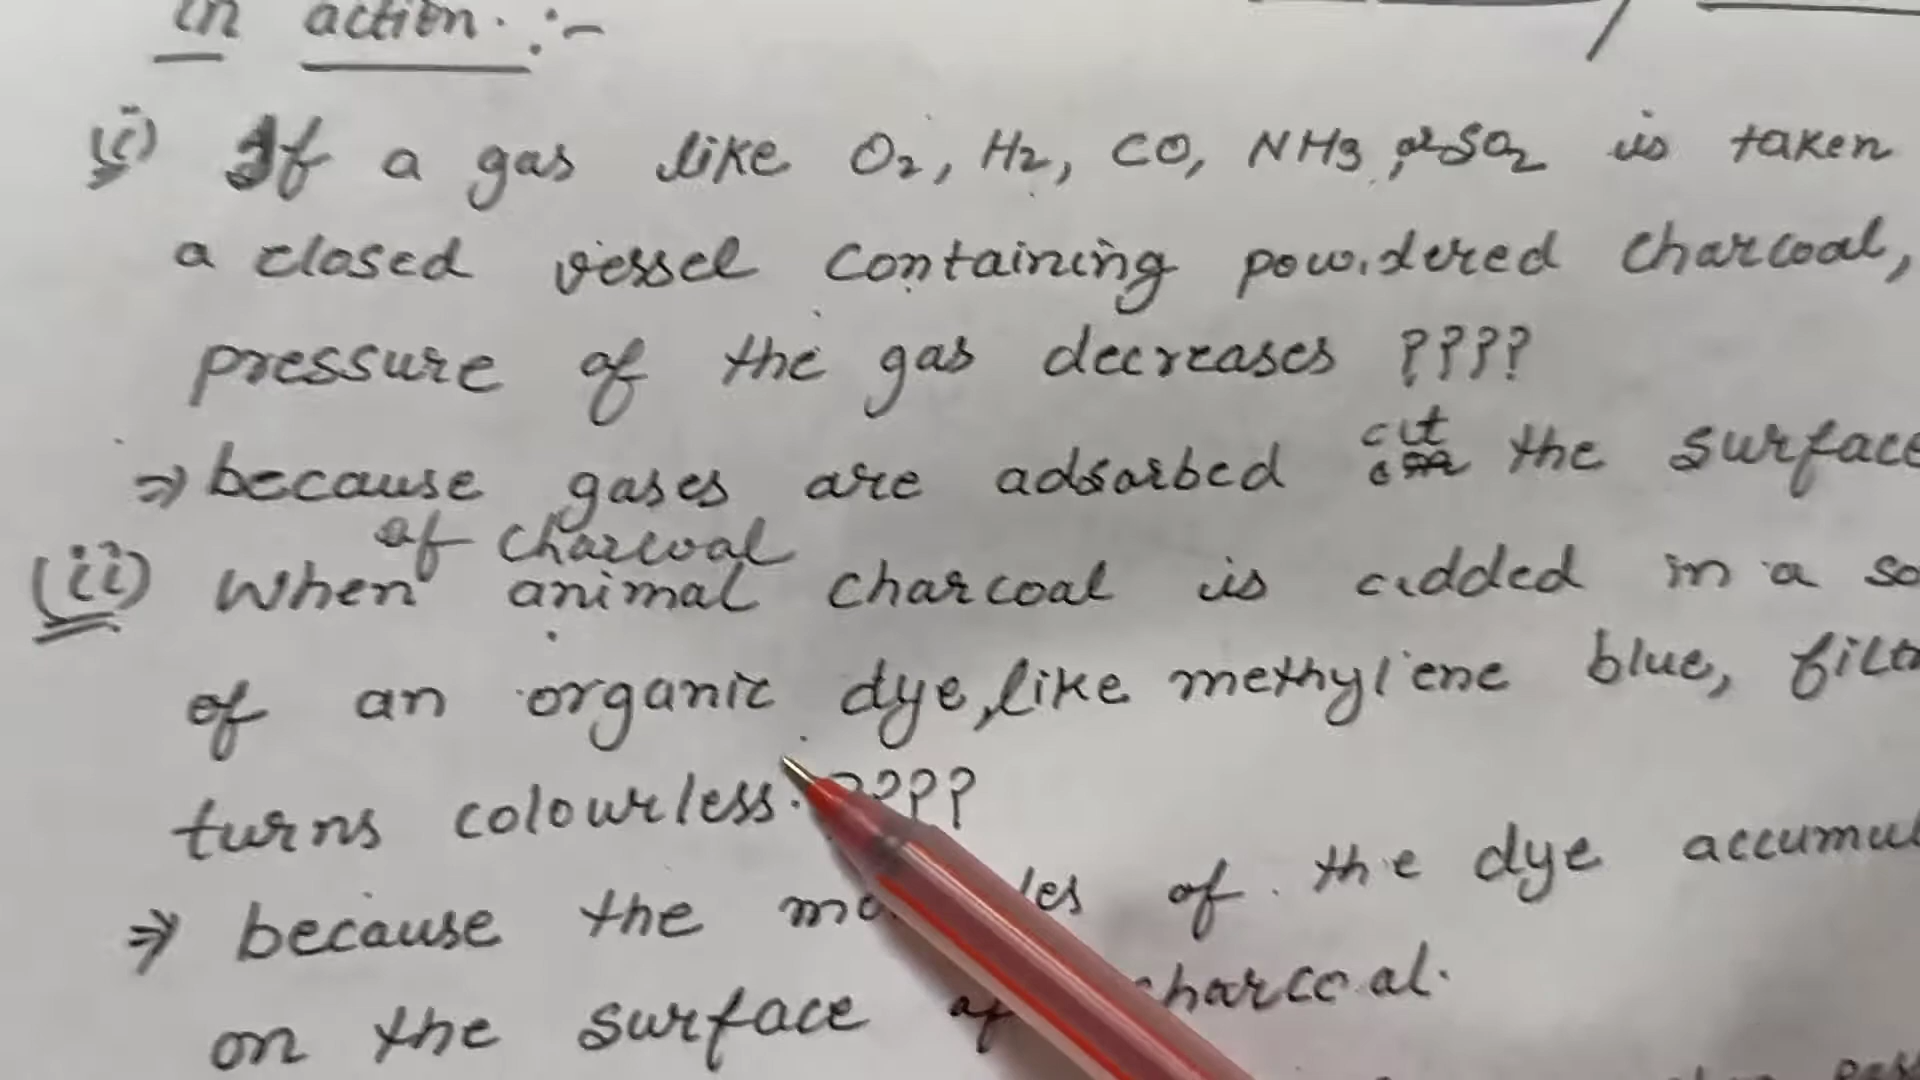 in action :-
(i) If a gas like O2, H2, CO, NH3, or SO2 is taken
a closed vessel containing powdered charcoal,
pressure of the gas decreases ????
⇒ because gases are adsorbed at the surface
of charcoal
(ii) When animal charcoal is added in a so
of an organic dye, like methylene blue, filt
turns colourless. ????
⇒ because the of the dye accumul
on the surface of charcoal.